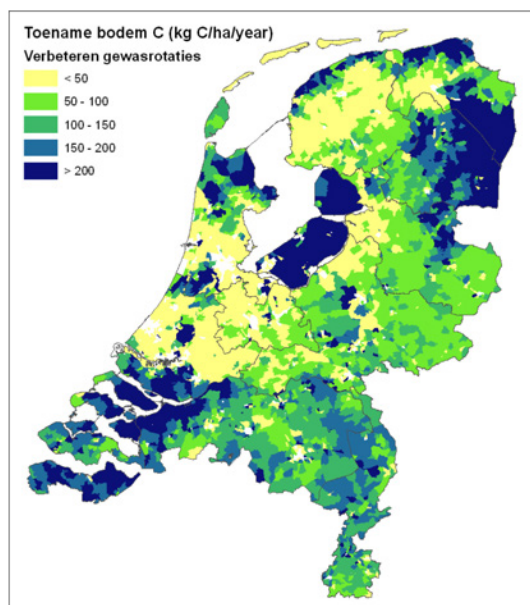 Toename bodem C (kg C/ha/year)
Verbeteren gewasrotaties
< 50
50 - 100
100 - 150
150 - 200
> 200